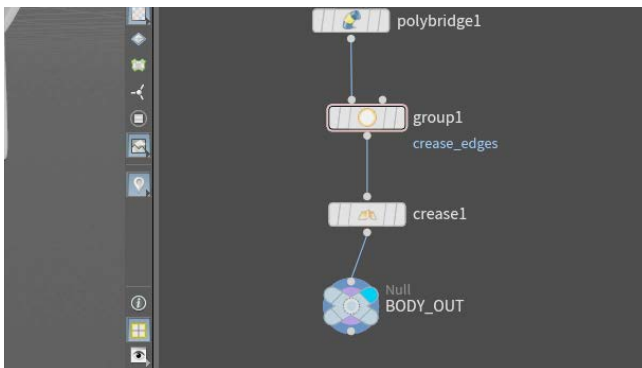 polybridge1
group1
crease_edges
crease1
Null
BODY_OUT